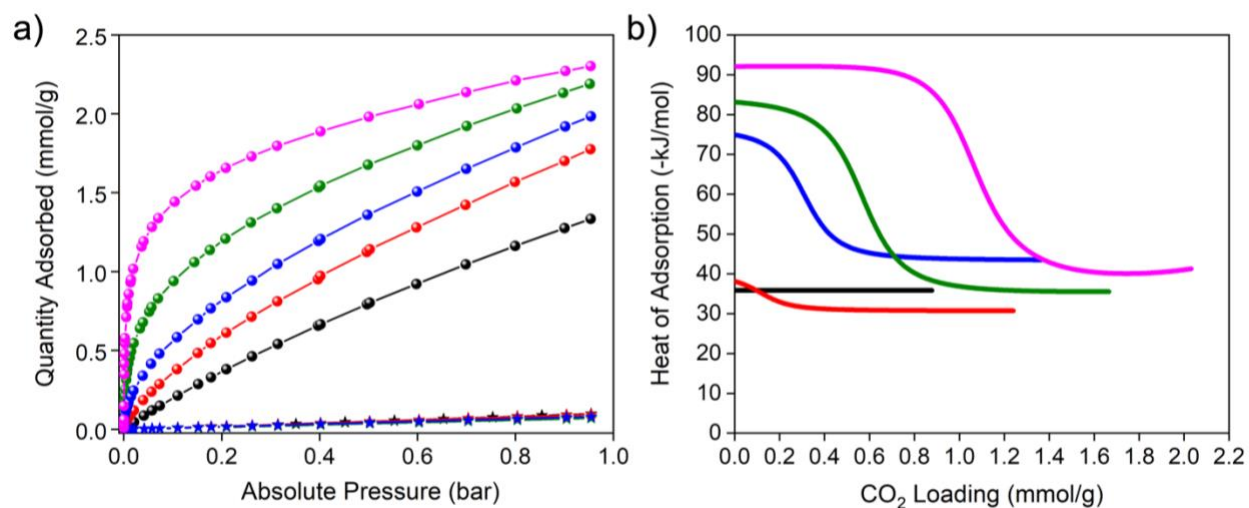 a)
Quantity Adsorbed (mmol/g)
2.5
2.0
1.5
1.0
0.5
0.0
0.0 0.2 0.4 0.6 0.8 1.0
Absolute Pressure (bar)
b)
Heat of Adsorption (-kJ/mol)
100
90
80
70
60
50
40
30
20
10
0
0.0 0.2 0.4 0.6 0.8 1.0 1.2 1.4 1.6 1.8 2.0 2.2
CO₂ Loading (mmol/g)